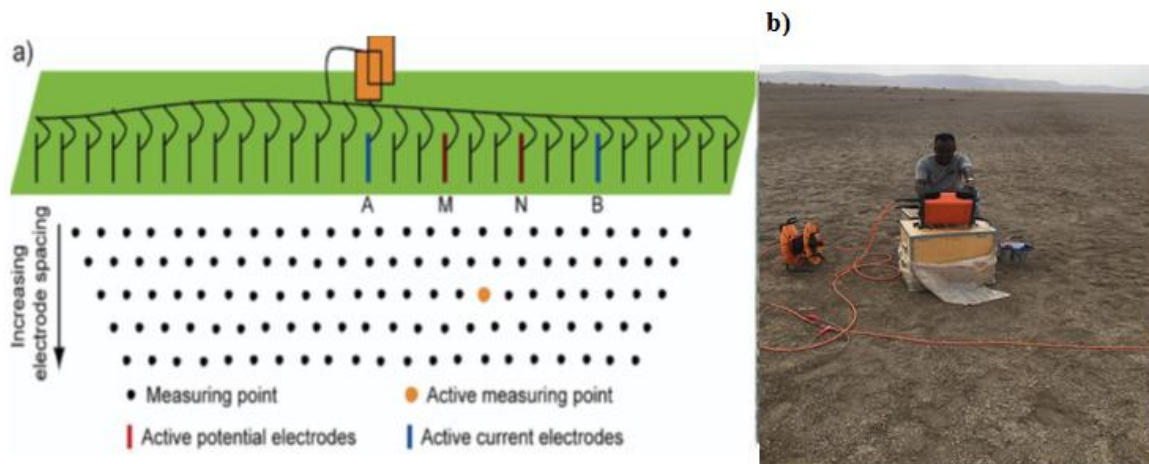 a)
b)
A M N B
Increasing
electrode spacing
Measuring point
Active measuring point
Active potential electrodes
Active current electrodes